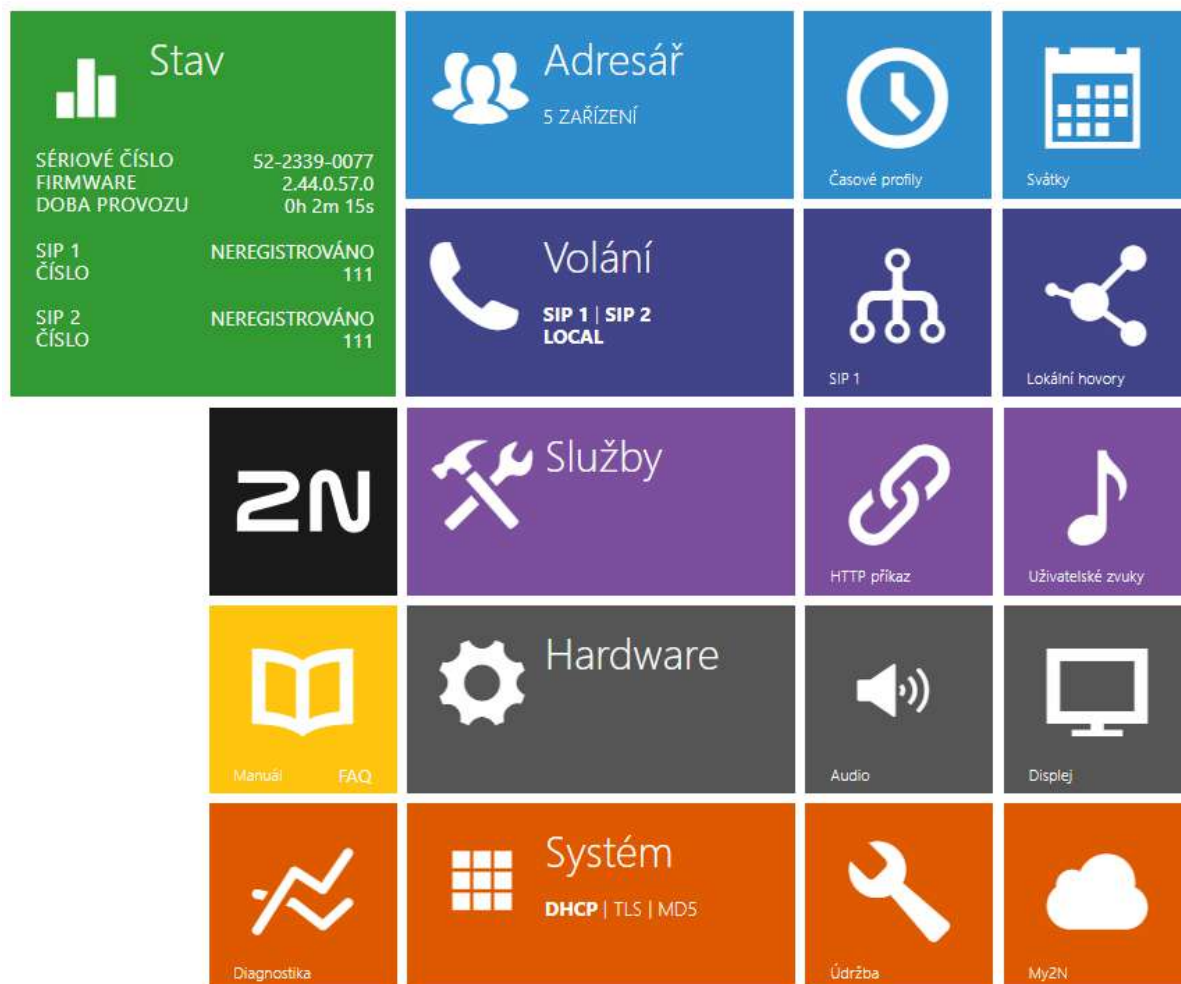 Stav
SÉRIOVÉ ČÍSLO 52-2339-0077
FIRMWARE 2.44.0.57.0
DOBA PROVOZU 0h 2m 15s
SIP 1 NEREGISTROVÁNO
ČÍSLO 111
SIP 2 NEREGISTROVÁNO
ČÍSLO 111
Adresář
5 ZAŘÍZENÍ
Časové profily
Svátky
Volání
SIP 1 | SIP 2
LOCAL
SIP 1
Lokální hovory
2N
Služby
HTTP příkaz
Uživatelské zvuky
Manuál FAQ
Hardware
Audio
Displej
Diagnostika
Systém
DHCP | TLS | MD5
Údržba
My2N